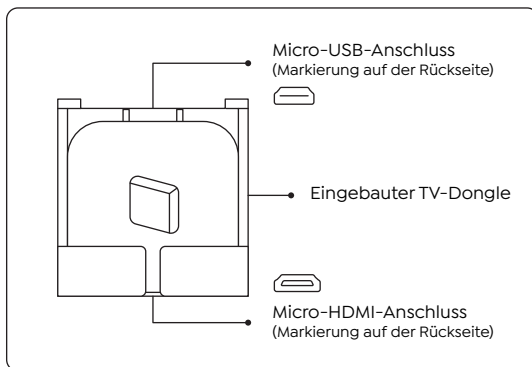 Micro-USB-Anschluss
(Markierung auf der Rückseite)
Eingebauter TV-Dongle
Micro-HDMI-Anschluss
(Markierung auf der Rückseite)